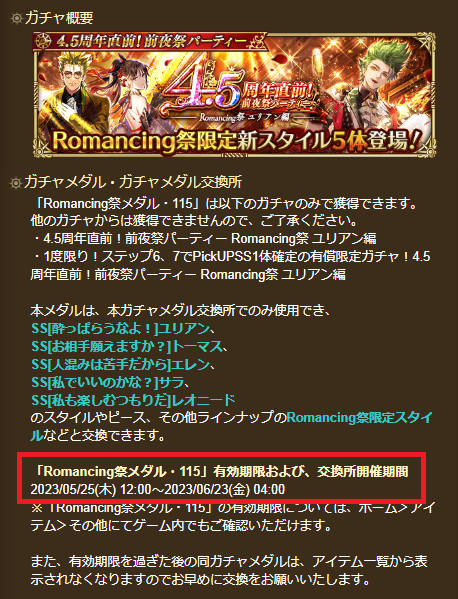 ガチャ概要
4.5周年直前!前夜祭パーティー
4.5周年直前!
前夜祭パーティー
Romancing祭 ユリアン編
Romancing祭限定新スタイル5体登場!
ガチャメダル・ガチャメダル交換所
「Romancing祭メダル・115」は以下のガチャのみで獲得できます。
他のガチャからは獲得できませんので、ご了承ください。
・4.5周年直前!前夜祭パーティー Romancing祭 ユリアン編
・1度限り!ステップ6、7でPickUPSS1体確定の有償限定ガチャ!4.5
周年直前!前夜祭パーティー Romancing祭 ユリアン編
本メダルは、本ガチャメダル交換所でのみ使用でき、
SS[酔っぱらうなよ!]ユリアン、
SS[お相手願えますか?]トーマス、
SS[人混みは苦手だから]エレン、
SS[私でいいのかな?]サラ、
SS[私も楽しむつもりだ]レオニード
のスタイルやピース、その他ラインナップのRomancing祭限定スタイ
ルなどと交換できます。
「Romancing祭メダル・115」有効期限および、交換所開催期間
2023/05/25(木) 12:00～2023/06/23(金) 04:00
※「Romancing祭メダル・115」の有効期限については、ホーム＞アイ
テム＞その他にてゲーム内でもご確認いただけます。
また、有効期限を過ぎた後の同ガチャメダルは、アイテム一覧から表
示されなくなりますのでお早めに交換をお願いいたします。